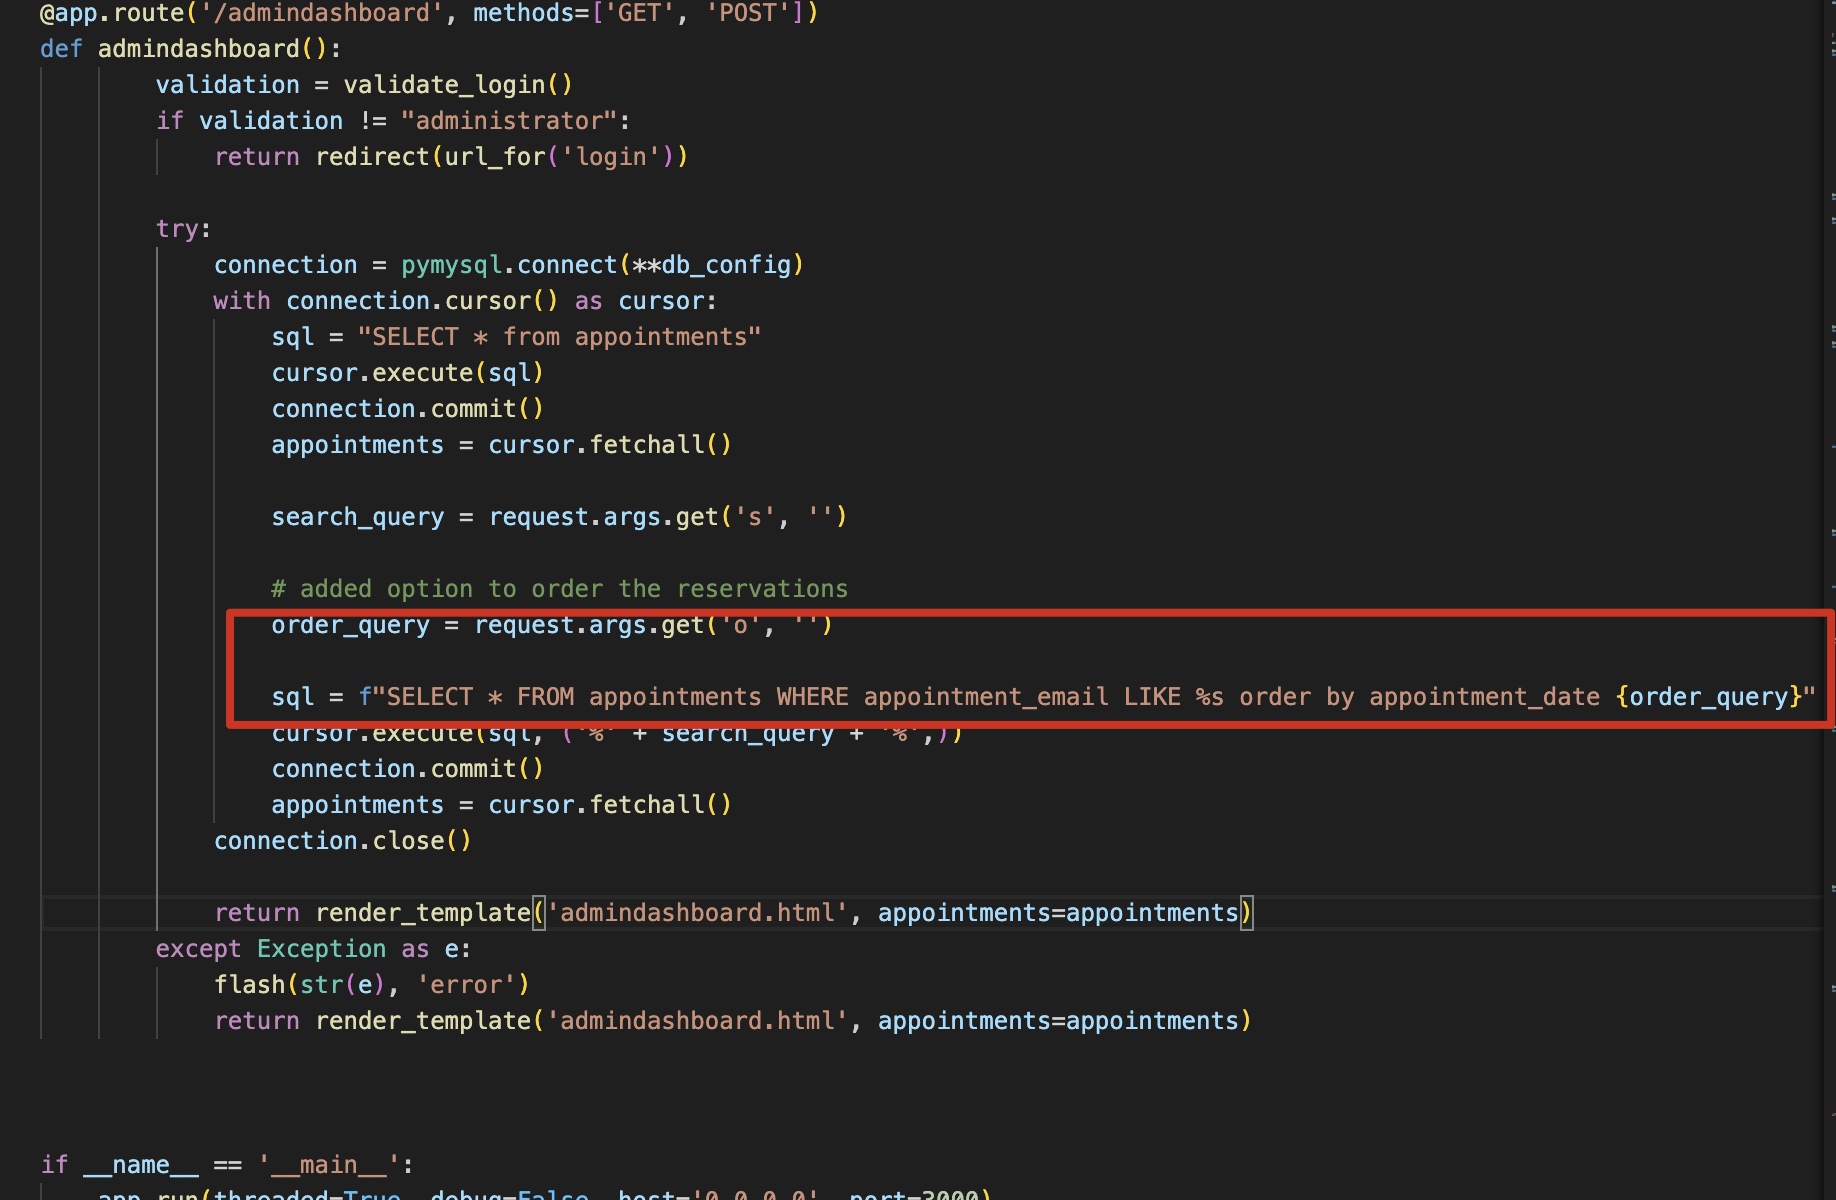 @app.route('/admindashboard', methods=['GET', 'POST'])
def admindashboard():
validation = validate_login()
if validation != "administrator":
return redirect(url_for('login'))
try:
connection = pymysql.connect(**db_config)
with connection.cursor() as cursor:
sql = "SELECT * from appointments"
cursor.execute(sql)
connection.commit()
appointments = cursor.fetchall()
search_query = request.args.get('s', '')
# added option to order the reservations
order_query = request.args.get('o', '')
sql = f"SELECT * FROM appointments WHERE appointment_email LIKE %s order by appointment_date {order_query}"
cursor.execute(sql, ('%' + search_query + '%',))
connection.commit()
appointments = cursor.fetchall()
connection.close()
return render_template('admindashboard.html', appointments=appointments)
except Exception as e:
flash(str(e), 'error')
return render_template('admindashboard.html', appointments=appointments)
if __name__ == '__main__':
app.run(threaded=True, debug=False, host='0.0.0.0', port=3000)